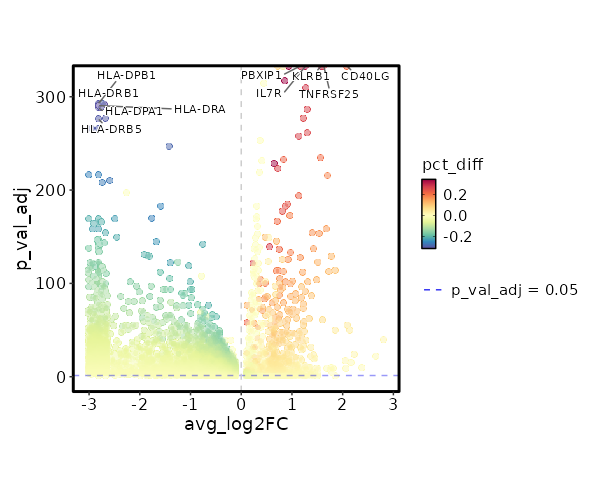 HLA-DPB1
PBXIP1
KLRB1
CD40LG
HLA-DRB1
IL7R
TNFRSF25
HLA-DPA1
HLA-DRA
HLA-DRB5
300
200
100
0
p_val_adj
-3
-2
-1
0
1
2
3
avg_log2FC
pct_diff
0.2
0.0
-0.2
p_val_adj = 0.05